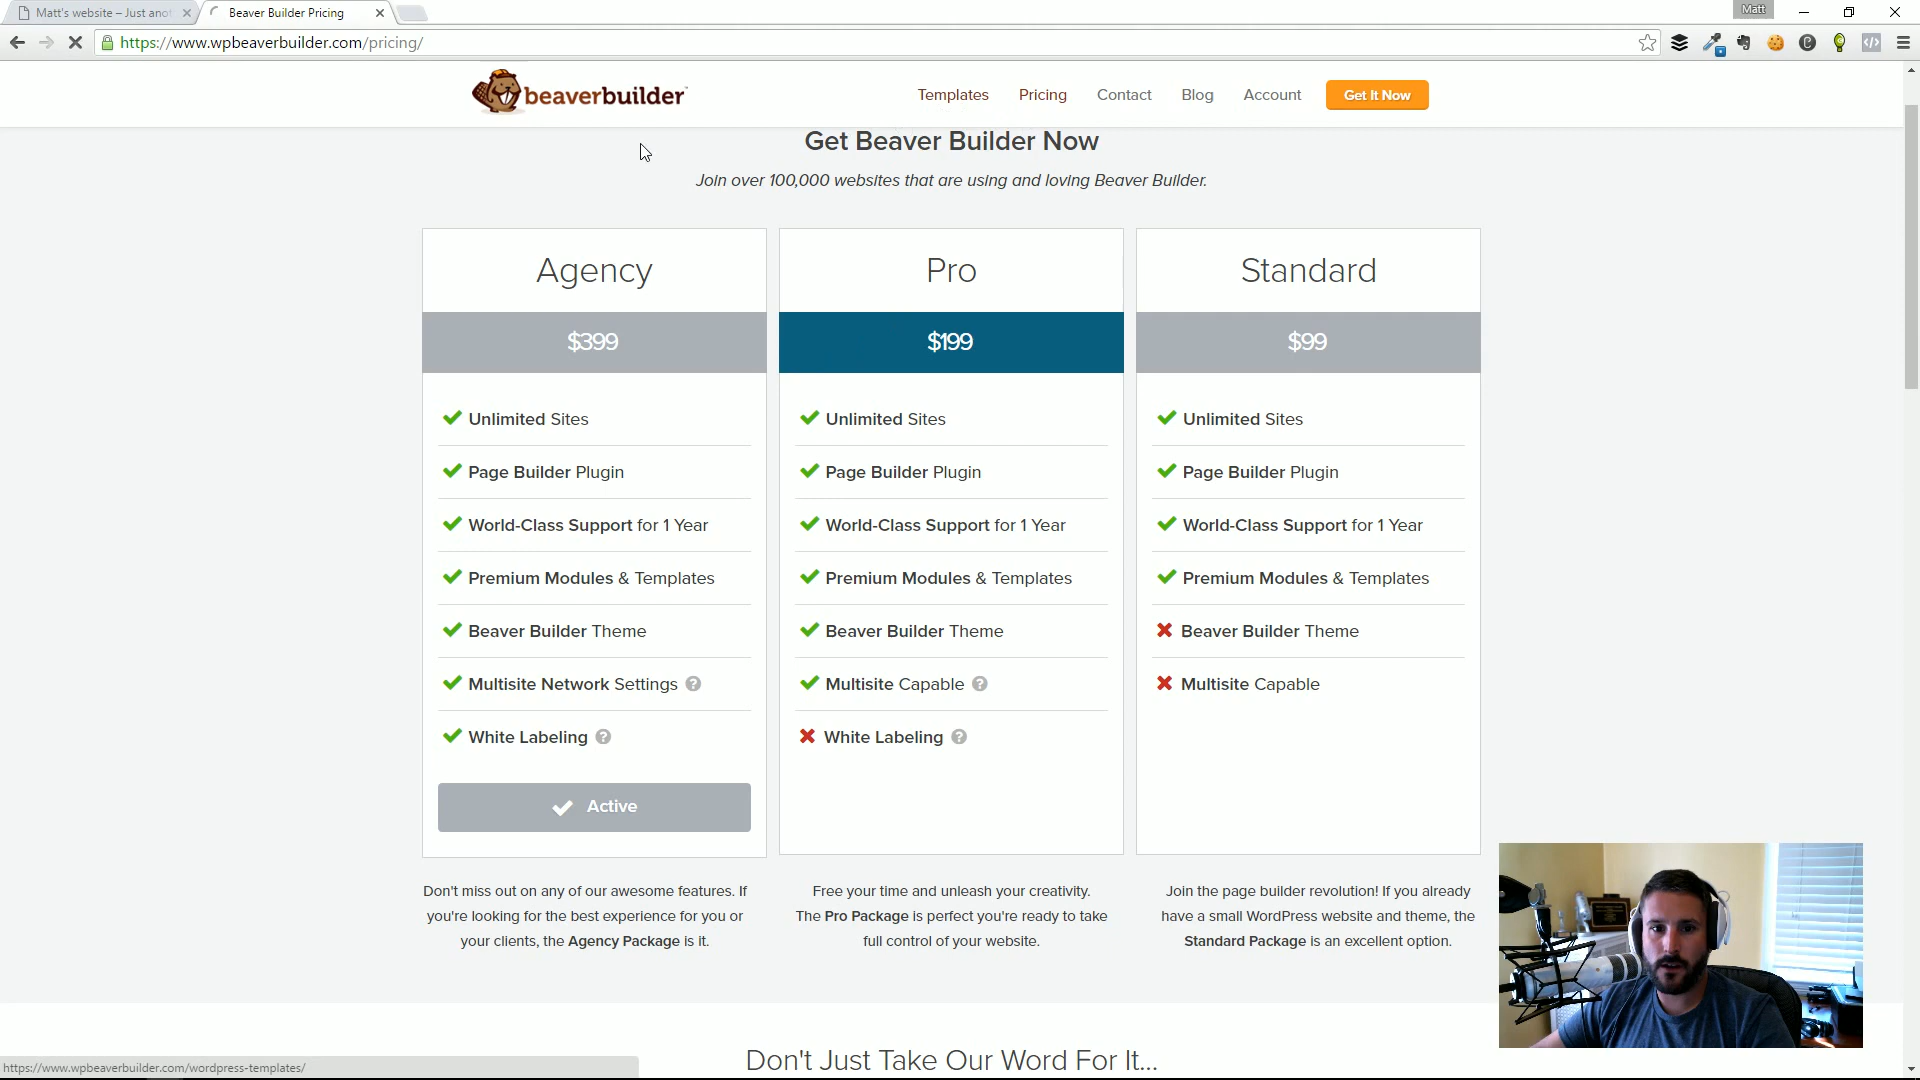 Matt's website – Just anot
Beaver Builder Pricing
Matt
https://www.wpbeaverbuilder.com/pricing/
beaverbuilder
Templates
Pricing
Contact
Blog
Account
Get It Now
Get Beaver Builder Now
Join over 100,000 websites that are using and loving Beaver Builder.
Agency
$399
Unlimited Sites
Page Builder Plugin
World-Class Support for 1 Year
Premium Modules & Templates
Beaver Builder Theme
Multisite Network Settings ?
White Labeling ?
Active
Don't miss out on any of our awesome features. If
you're looking for the best experience for you or
your clients, the Agency Package is it.
Pro
$199
Unlimited Sites
Page Builder Plugin
World-Class Support for 1 Year
Premium Modules & Templates
Beaver Builder Theme
Multisite Capable ?
White Labeling ?
Free your time and unleash your creativity.
The Pro Package is perfect you're ready to take
full control of your website.
Standard
$99
Unlimited Sites
Page Builder Plugin
World-Class Support for 1 Year
Premium Modules & Templates
Beaver Builder Theme
Multisite Capable
Join the page builder revolution! If you already
have a small WordPress website and theme, the
Standard Package is an excellent option.
Don't Just Take Our Word For It...
https://www.wpbeaverbuilder.com/wordpress-templates/